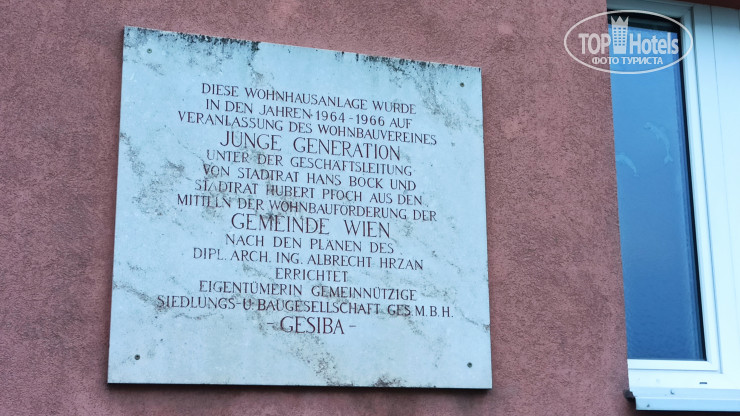 DIESE WOHNHAUSANLAGE WURDE
IN DEN JAHREN 1964-1966 AUF
VERANLASSUNG DES WOHNBAUVEREINES
JUNGE GENERATION
UNTER DER GESCHÄFTSLEITUNG
VON STADTRAT HANS BOCK UND
STADTRAT HUBERT PFOCH AUS DEN
MITTELN DER WOHNBAUFÖRDERUNG DER
GEMEINDE WIEN
NACH DEN PLÄNEN DES
DIPL. ARCH. ING. ALBRECHT HRZAN
ERRICHTET
EIGENTÜMERIN GEMEINNÜTZIGE
SIEDLUNGS-U. BAUGESELLSCHAFT GES.M.B.H.
- GESIBA -
TOP Hotels
ФОТО ТУРИСТА